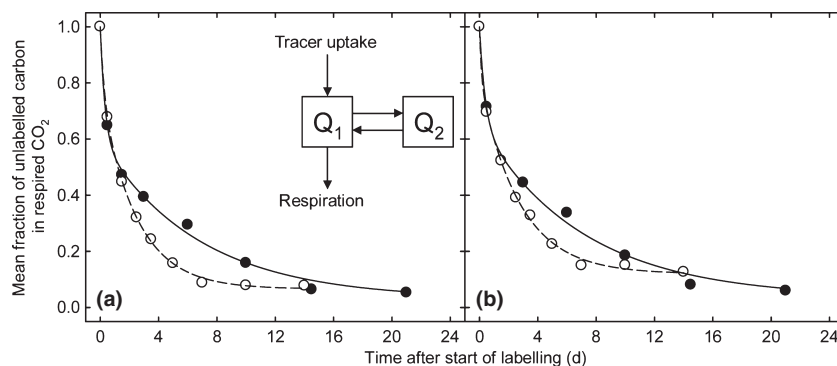 Mean fraction of unlabelled carbon
in respired CO2
1.0
0.8
0.6
0.4
0.2
0.0
Tracer uptake
Q1
Q2
Respiration
(a)
(b)
0 4 8 12 16 20 24 0 4 8 12 16 20 24
Time after start of labelling (d)